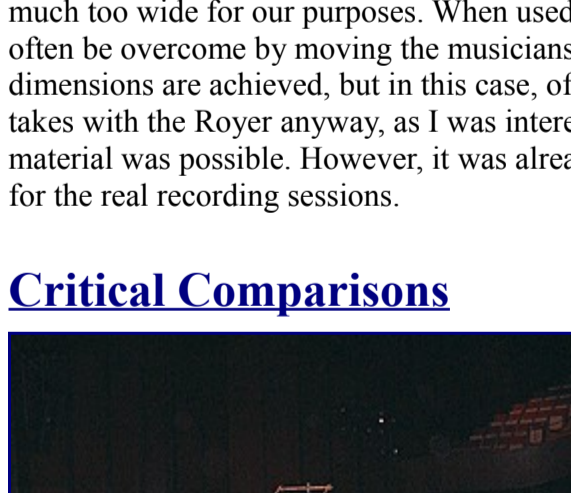 much too wide for our purposes. When used
often be overcome by moving the musicians
dimensions are achieved, but in this case, of
takes with the Royer anyway, as I was intere
material was possible. However, it was alrea
for the real recording sessions.
Critical Comparisons